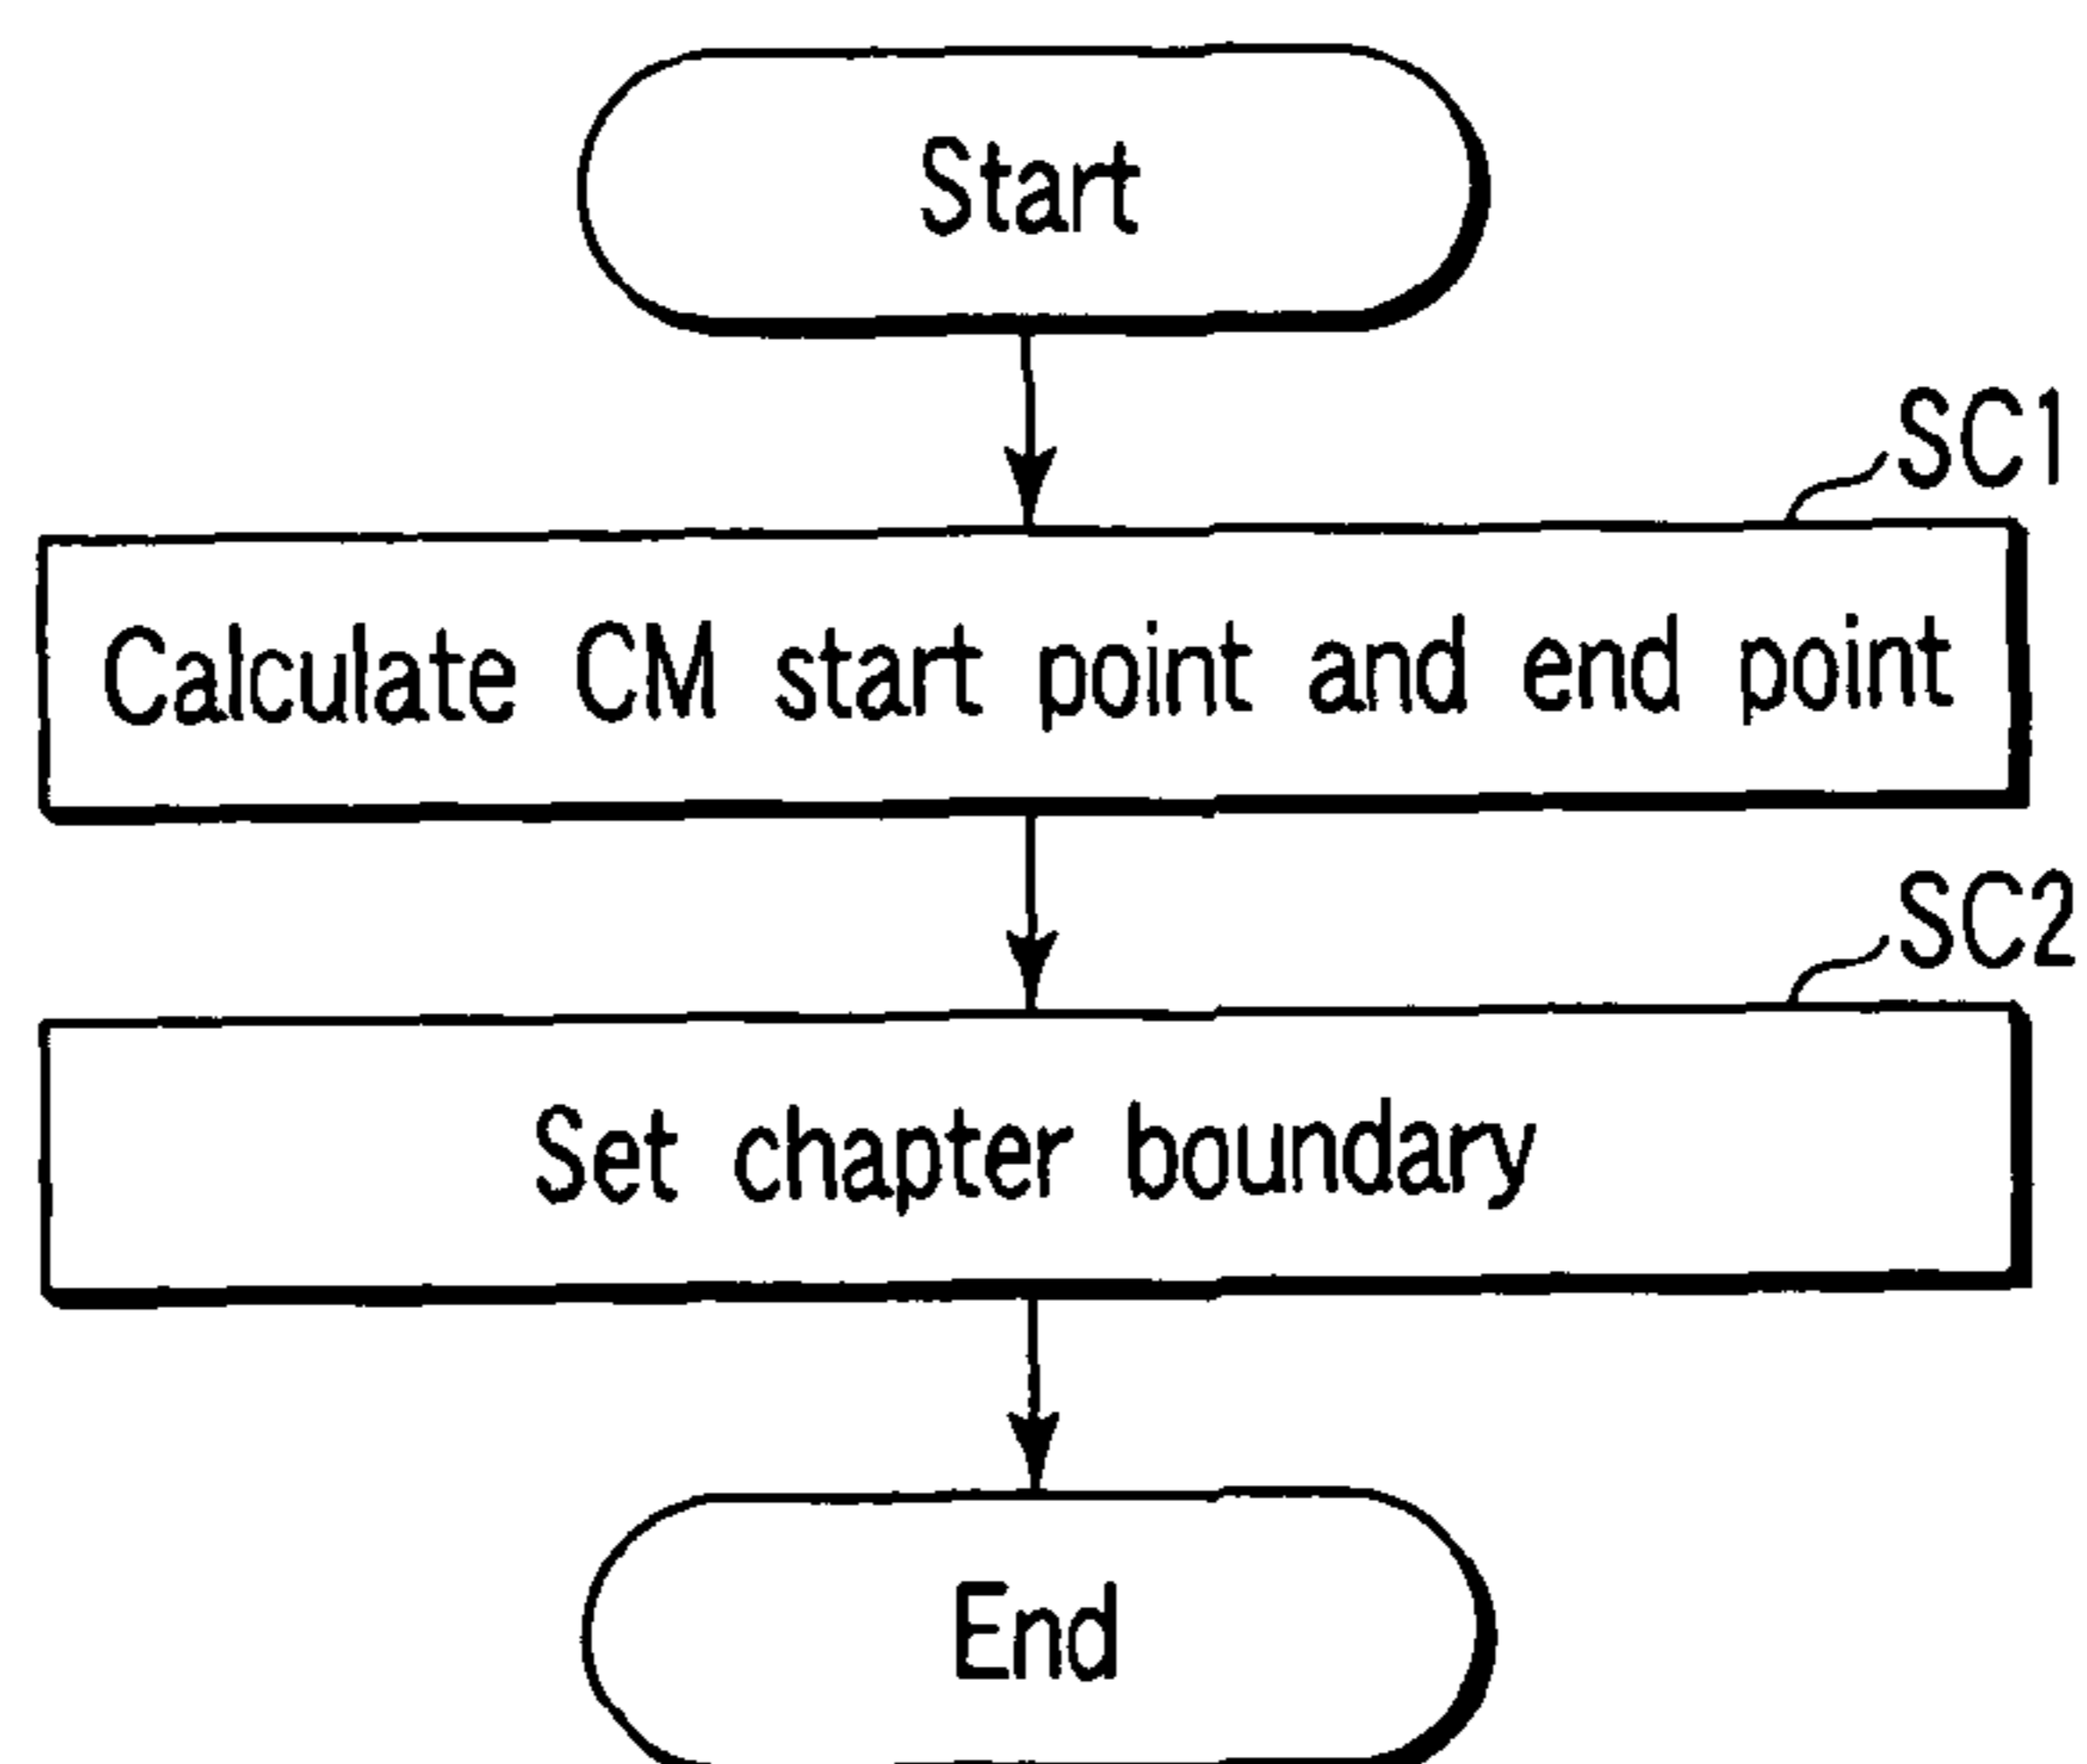 Start
SC1
Calculate CM start point and end point
SC2
Set chapter boundary
End